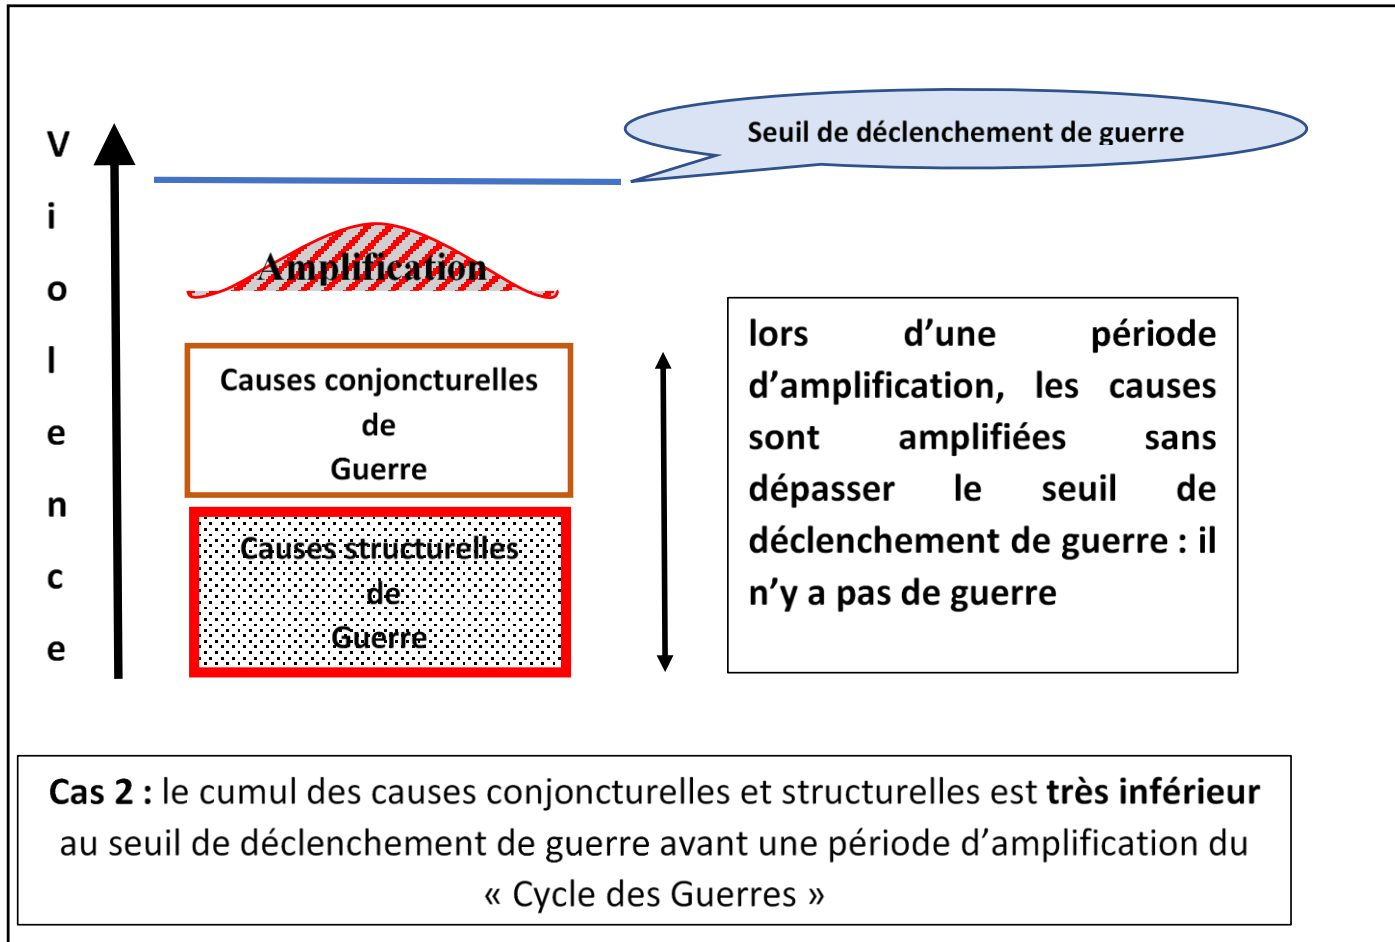 Violence
Seuil de déclenchement de guerre
Amplification
Causes conjoncturelles
de
Guerre
Causes structurelles
de
Guerre
lors d’une période
d’amplification, les causes
sont amplifiées sans
dépasser le seuil de
déclenchement de guerre : il
n’y a pas de guerre
Cas 2 : le cumul des causes conjoncturelles et structurelles est très inférieur
au seuil de déclenchement de guerre avant une période d’amplification du
« Cycle des Guerres »